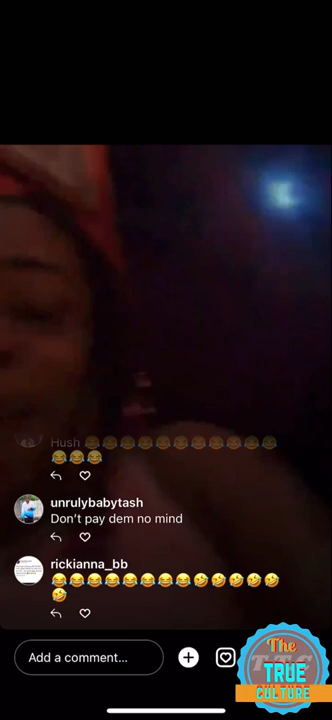 Hush 😂😂😂😂😂😂😂😂😂😂😂
😂😂😂
unrulybabytash
Don't pay dem no mind
rickianna_bb
😂😂😂😂😂😂😂😂🤣🤣🤣🤣🤣
🤣
Add a comment...
The
T.T.C
TRUE
CULTURE